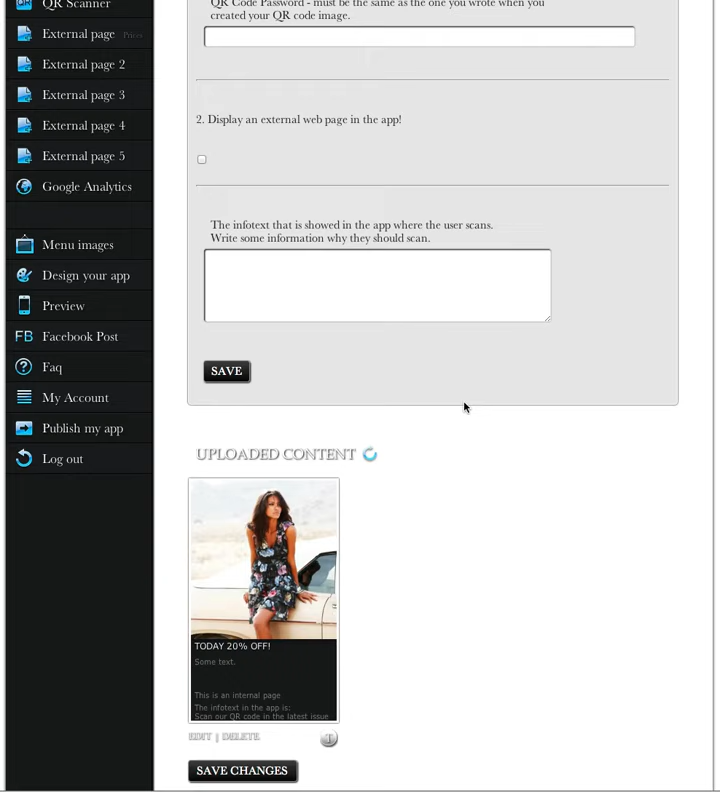 QR Scanner
External page Prizes
External page 2
External page 3
External page 4
External page 5
Google Analytics
Menu images
Design your app
Preview
FB Facebook Post
? Faq
My Account
Publish my app
Log out
QR Code Password - must be the same as the one you wrote when you
created your QR code image.
2. Display an external web page in the app!
The infotext that is showed in the app where the user scans.
Write some information why they should scan.
SAVE
UPLOADED CONTENT
TODAY 20% OFF!
Some text.
This is an internal page
The infotext in the app is:
Scan our QR code in the latest issue
EDIT | DELETE
SAVE CHANGES